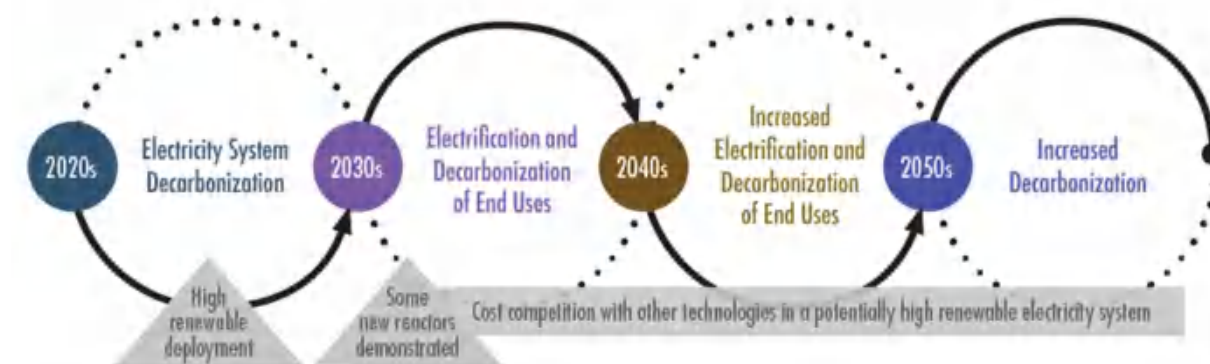 2020s
Electricity System
Decarbonization
2030s
Electrification and
Decarbonization
of End Uses
2040s
Increased
Electrification and
Decarbonization
of End Uses
2050s
Increased
Decarbonization
High
renewable
deployment
Some
new reactors
demonstrated
Cost competition with other technologies in a potentially high renewable electricity system